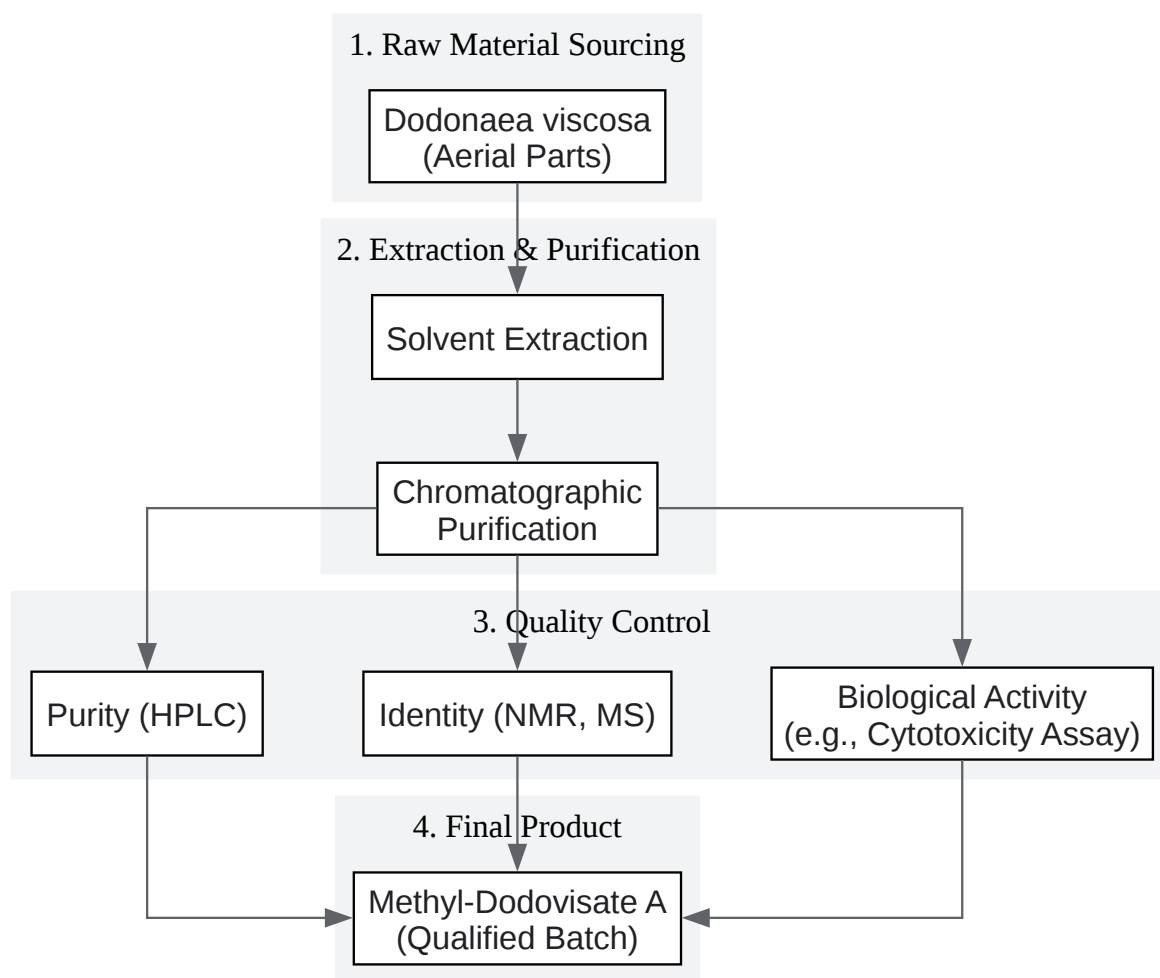 1. Raw Material Sourcing
Dodonaea viscosa
(Aerial Parts)
2. Extraction & Purification
Solvent Extraction
Chromatographic
Purification
3. Quality Control
Purity (HPLC)
Identity (NMR, MS)
Biological Activity
(e.g., Cytotoxicity Assay)
4. Final Product
Methyl-Dodovisate A
(Qualified Batch)